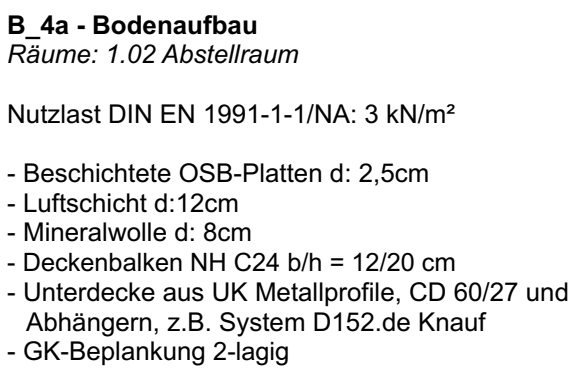 B_4a - Bodenaufbau
Räume: 1.02 Abstellraum
Nutzlast DIN EN 1991-1-1/NA: 3 kN/m²
- Beschichtete OSB-Platten d: 2,5cm
- Luftschicht d:12cm
- Mineralwolle d: 8cm
- Deckenbalken NH C24 b/h = 12/20 cm
- Unterdecke aus UK Metallprofile, CD 60/27 und
Abhängern, z.B. System D152.de Knauf
- GK-Beplankung 2-lagig